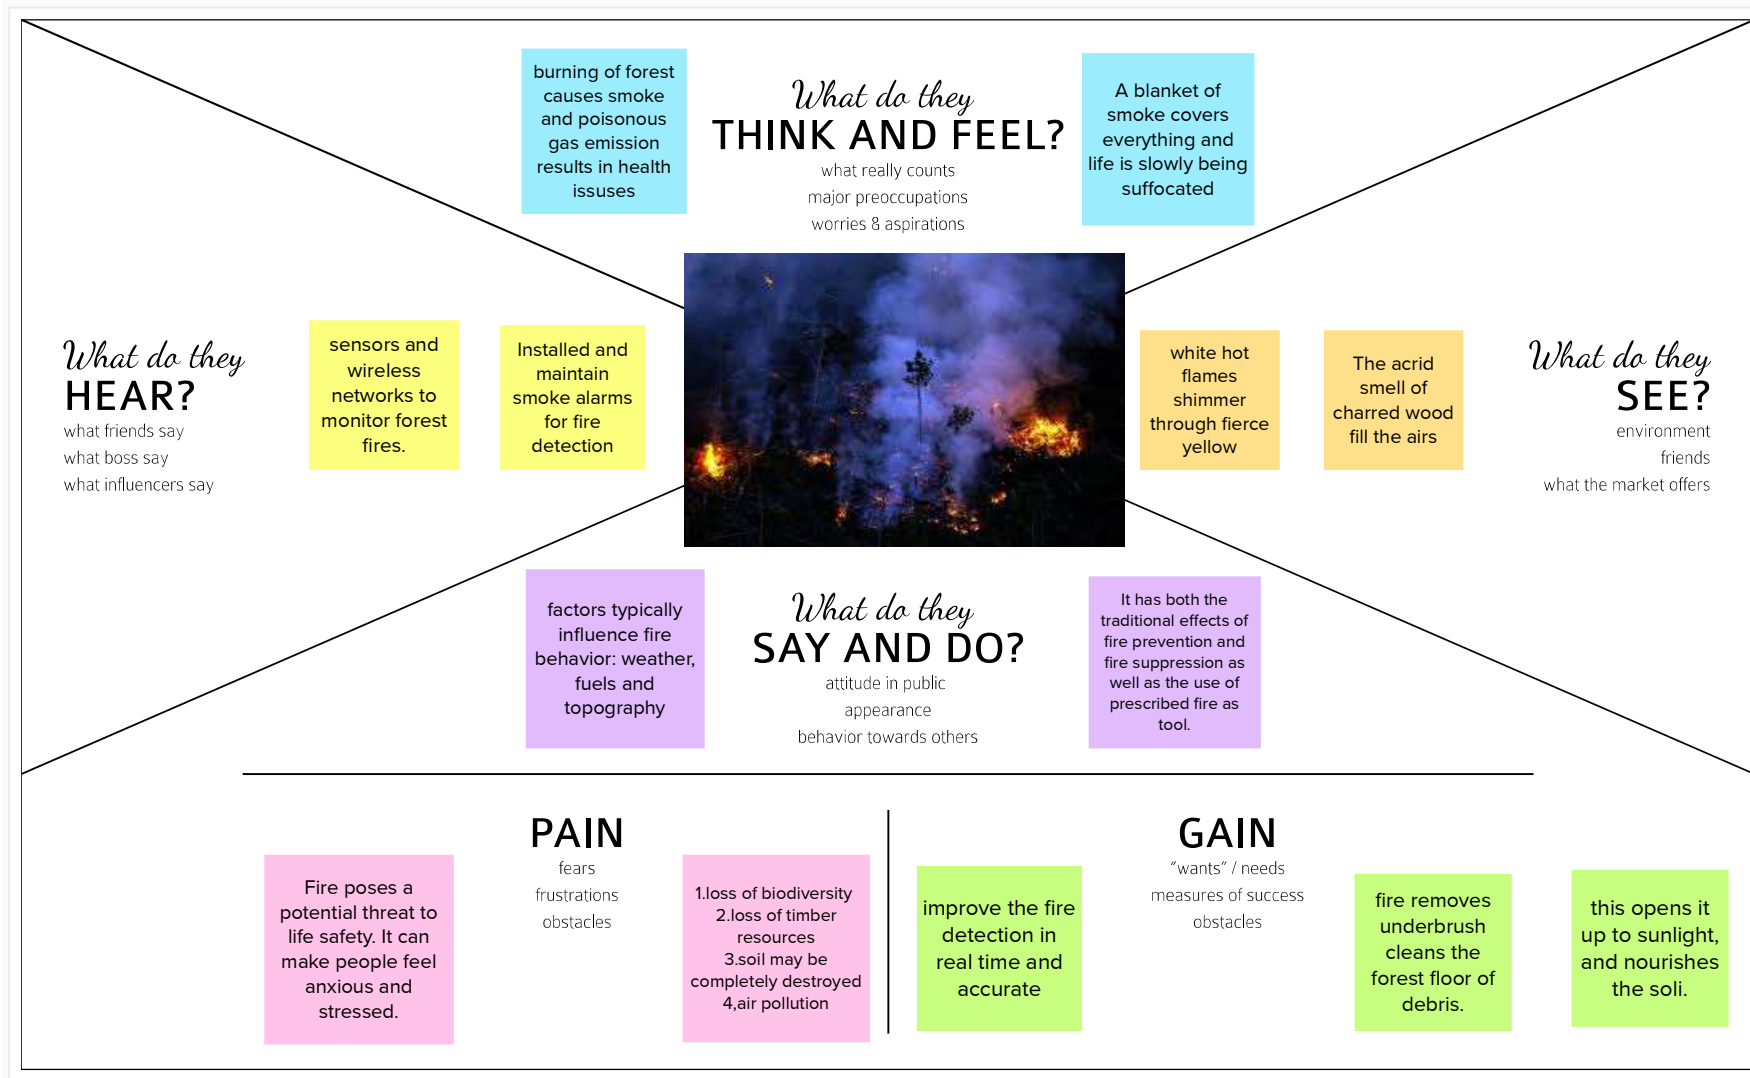 burning of forest
causes smoke
and poisonous
gas emission
results in health
issuses
What do they
THINK AND FEEL?
what really counts
major preoccupations
worries & aspirations
A blanket of
smoke covers
everything and
life is slowly being
suffocated
What do they
HEAR?
what friends say
what boss say
what influencers say
sensors and
wireless
networks to
monitor forest
fires.
Installed and
maintain
smoke alarms
for fire
detection
white hot
flames
shimmer
through fierce
yellow
The acrid
smell of
charred wood
fill the airs
What do they
SEE?
environment
friends
what the market offers
factors typically
influence fire
behavior: weather,
fuels and
topography
What do they
SAY AND DO?
attitude in public
appearance
behavior towards others
It has both the
traditional effects of
fire prevention and
fire suppression as
well as the use of
prescribed fire as
tool.
PAIN
fears
frustrations
obstacles
Fire poses a
potential threat to
life safety. It can
make people feel
anxious and
stressed.
1.loss of biodiversity
2.loss of timber
resources
3.soil may be
completely destroyed
4,air pollution
GAIN
“wants” / needs
measures of success
obstacles
improve the fire
detection in
real time and
accurate
fire removes
underbrush
cleans the
forest floor of
debris.
this opens it
up to sunlight,
and nourishes
the soli.